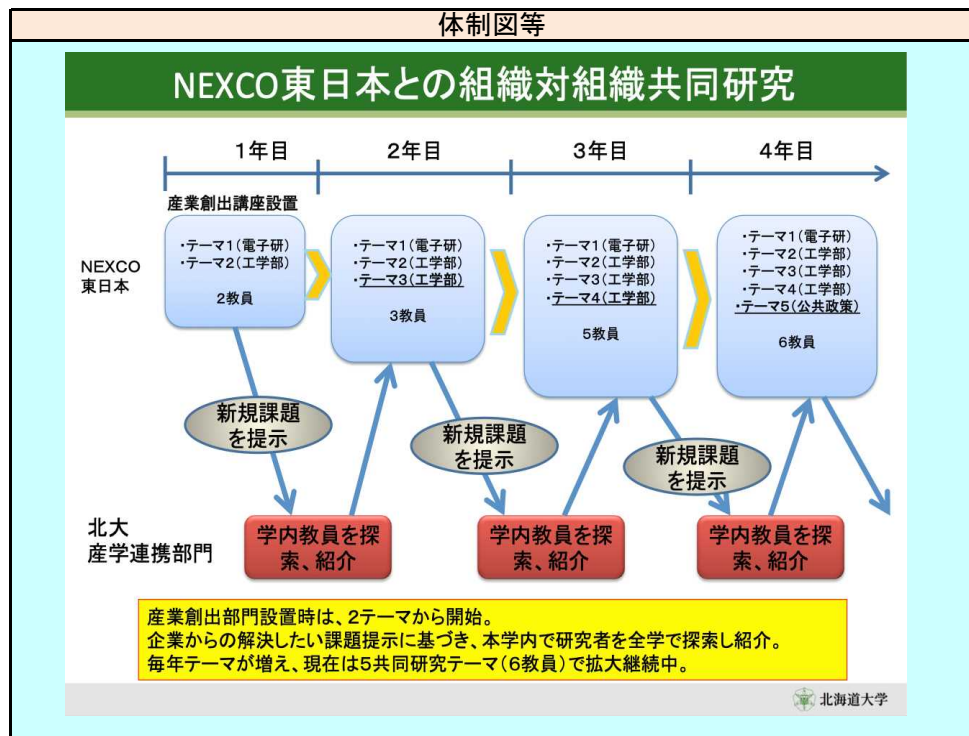 体制図等
NEXCO東日本との組織対組織共同研究
1年目
2年目
3年目
4年目
産業創出講座設置
NEXCO
東日本
・テーマ1(電子研)
・テーマ2(工学部)
2教員
・テーマ1(電子研)
・テーマ2(工学部)
・テーマ3(工学部)
3教員
・テーマ1(電子研)
・テーマ2(工学部)
・テーマ3(工学部)
・テーマ4(工学部)
5教員
・テーマ1(電子研)
・テーマ2(工学部)
・テーマ3(工学部)
・テーマ4(工学部)
・テーマ5(公共政策)
6教員
新規課題
を提示
新規課題
を提示
新規課題
を提示
北大
産学連携部門
学内教員を探
索、紹介
学内教員を探
索、紹介
学内教員を探
索、紹介
産業創出部門設置時は、2テーマから開始。
企業からの解決したい課題提示に基づき、本学内で研究者を全学で探索し紹介。
毎年テーマが増え、現在は5共同研究テーマ(6教員)で拡大継続中。
北海道大学